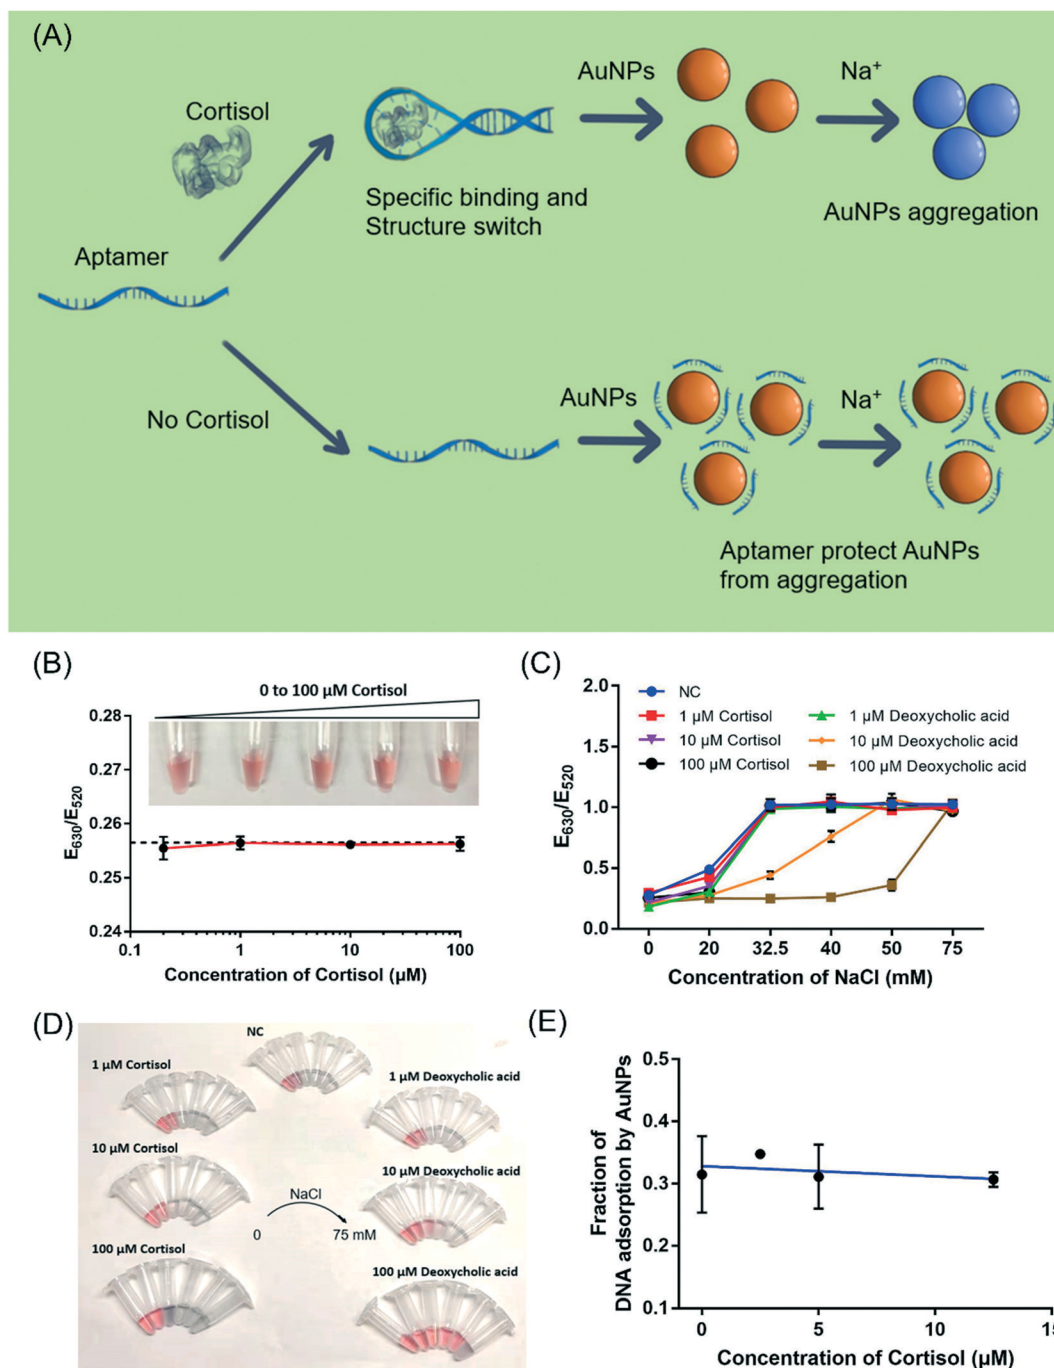 (A)
Cortisol
AuNPs
Na⁺
Specific binding and
Structure switch
AuNPs aggregation
Aptamer
No Cortisol
AuNPs
Na⁺
Aptamer protect AuNPs
from aggregation
(B)
0 to 100 µM Cortisol
0.28
0.27
0.26
0.25
0.24
E₆₃₀/E₅₂₀
0.1
1
10
100
Concentration of Cortisol (µM)
(C)
NC
1 µM Cortisol
10 µM Cortisol
100 µM Cortisol
1 µM Deoxycholic acid
10 µM Deoxycholic acid
100 µM Deoxycholic acid
2.0
1.5
1.0
0.5
0.0
E₆₃₀/E₅₂₀
0
20
32.5
40
50
75
Concentration of NaCl (mM)
(D)
NC
1 µM Cortisol
1 µM Deoxycholic acid
10 µM Cortisol
10 µM Deoxycholic acid
NaCl
0
75 mM
100 µM Cortisol
100 µM Deoxycholic acid
(E)
0.5
0.4
0.3
0.2
0.1
Fraction of
DNA adsorption by AuNPs
0
5
10
15
Concentration of Cortisol (µM)